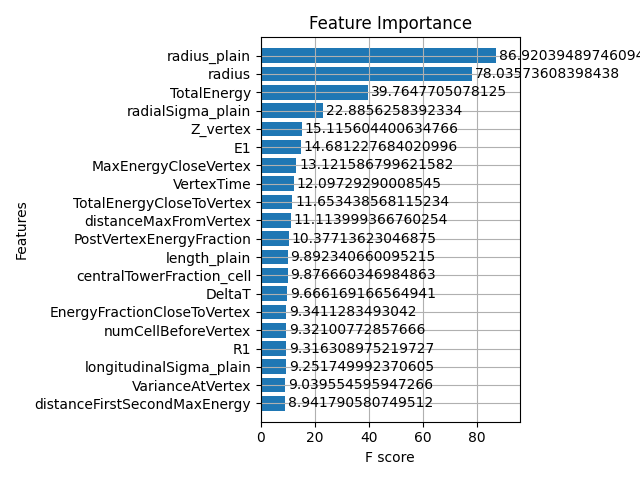 Feature Importance
radius_plain 86.92039489746094
radius 78.03573608398438
TotalEnergy 39.7647705078125
radialSigma_plain 22.8856258392334
Z_vertex 15.115604400634766
E1 14.681227684020996
MaxEnergyCloseVertex 13.121586799621582
VertexTime 12.09729290008545
TotalEnergyCloseToVertex 11.653438568115234
distanceMaxFromVertex 11.113999366760254
PostVertexEnergyFraction 10.37713623046875
length_plain 9.892340660095215
centralTowerFraction_cell 9.876660346984863
DeltaT 9.666169166564941
EnergyFractionCloseToVertex 9.3411283493042
numCellBeforeVertex 9.32100772857666
R1 9.316308975219727
longitudinalSigma_plain 9.251749992370605
VarianceAtVertex 9.039554595947266
distanceFirstSecondMaxEnergy 8.941790580749512
0 20 40 60 80
F score
Features